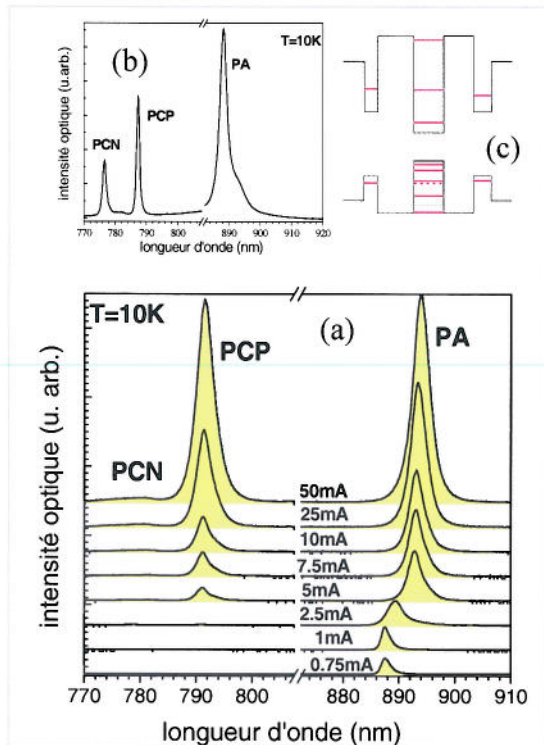 intensité optique (u.arb.)
(b)
T=10K
PCN
PCP
PA
770 780 790 800 880 890 900 910 920
longueur d'onde (nm)
(c)
T=10K
(a)
PCP
PA
PCN
intensité optique (u. arb.)
50mA
25mA
10mA
7.5mA
5mA
2.5mA
1mA
0.75mA
770 780 790 800 880 890 900 910
longueur d'onde (nm)